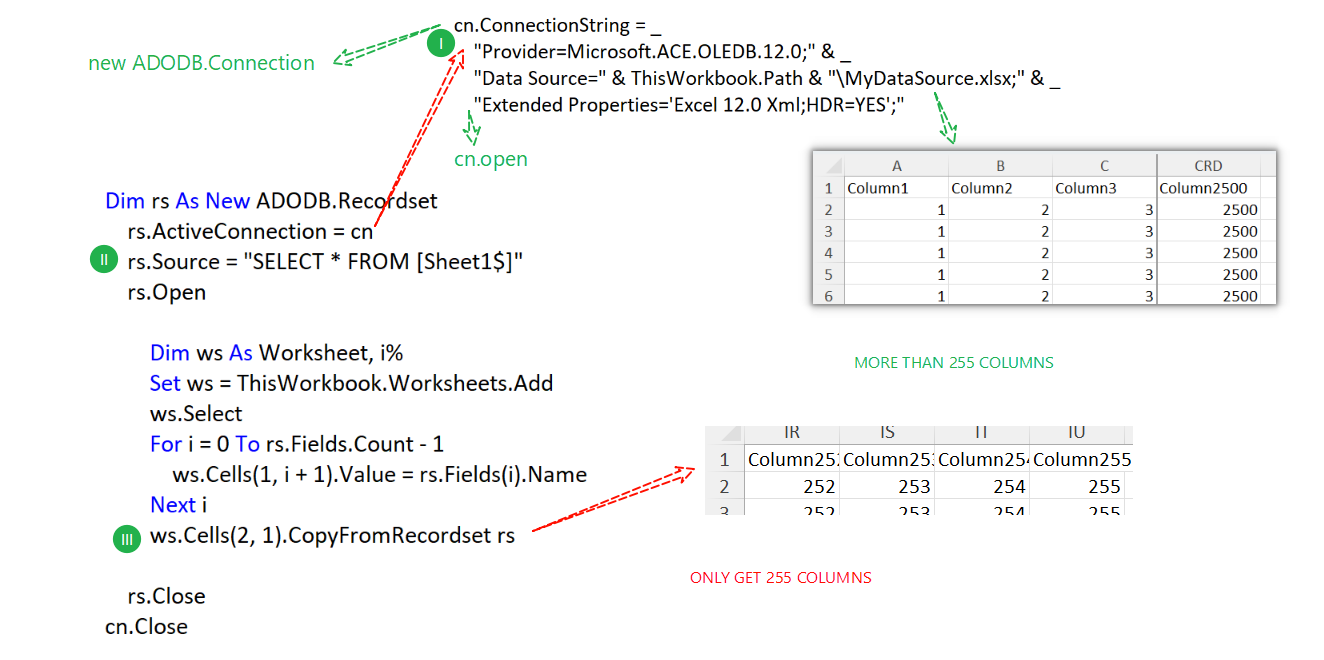 cn.ConnectionString = _
I
"Provider=Microsoft.ACE.OLEDB.12.0;" & _
new ADODB.Connection
"Data Source=" & ThisWorkbook.Path & "\MyDataSource.xlsx;" & _
"Extended Properties='Excel 12.0 Xml;HDR=YES';"
cn.open
A B C CRD
1 Column1 Column2 Column3 Column2500
2 1 2 3 2500
3 1 2 3 2500
4 1 2 3 2500
5 1 2 3 2500
6 1 2 3 2500
Dim rs As New ADODB.Recordset
rs.ActiveConnection = cn
II rs.Source = "SELECT * FROM [Sheet1$]"
rs.Open
Dim ws As Worksheet, i%
MORE THAN 255 COLUMNS
Set ws = ThisWorkbook.Worksheets.Add
ws.Select
For i = 0 To rs.Fields.Count - 1
ws.Cells(1, i + 1).Value = rs.Fields(i).Name
Next i
III ws.Cells(2, 1).CopyFromRecordset rs
IR IS IT IU
1 Column252 Column253 Column254 Column255
2 252 253 254 255
3 252 253 254 255
ONLY GET 255 COLUMNS
rs.Close
cn.Close